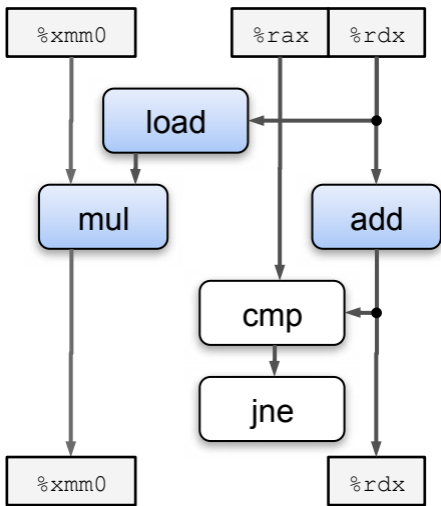 %xmm0 %rax %rdx
load
mul add
cmp
jne
%xmm0 %rdx